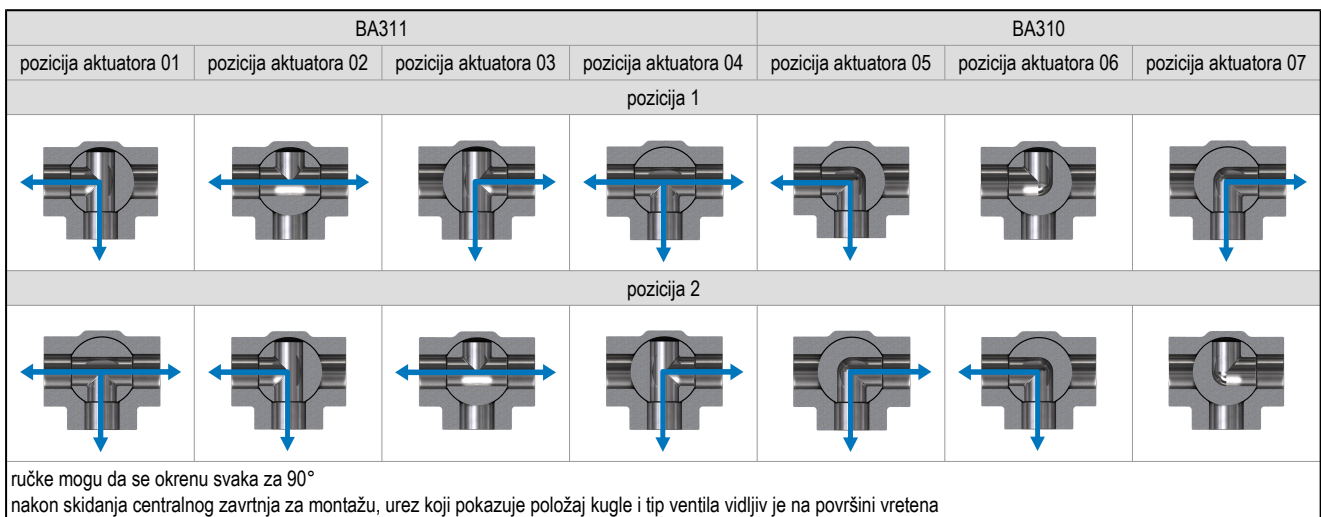 BA311 BA310
pozicija aktuatora 01 pozicija aktuatora 02 pozicija aktuatora 03 pozicija aktuatora 04 pozicija aktuatora 05 pozicija aktuatora 06 pozicija aktuatora 07
pozicija 1
pozicija 2
ručke mogu da se okrenu svaka za 90°
nakon skidanja centralnog zavrtnja za montažu, urez koji pokazuje položaj kugle i tip ventila vidljiv je na površini vretena